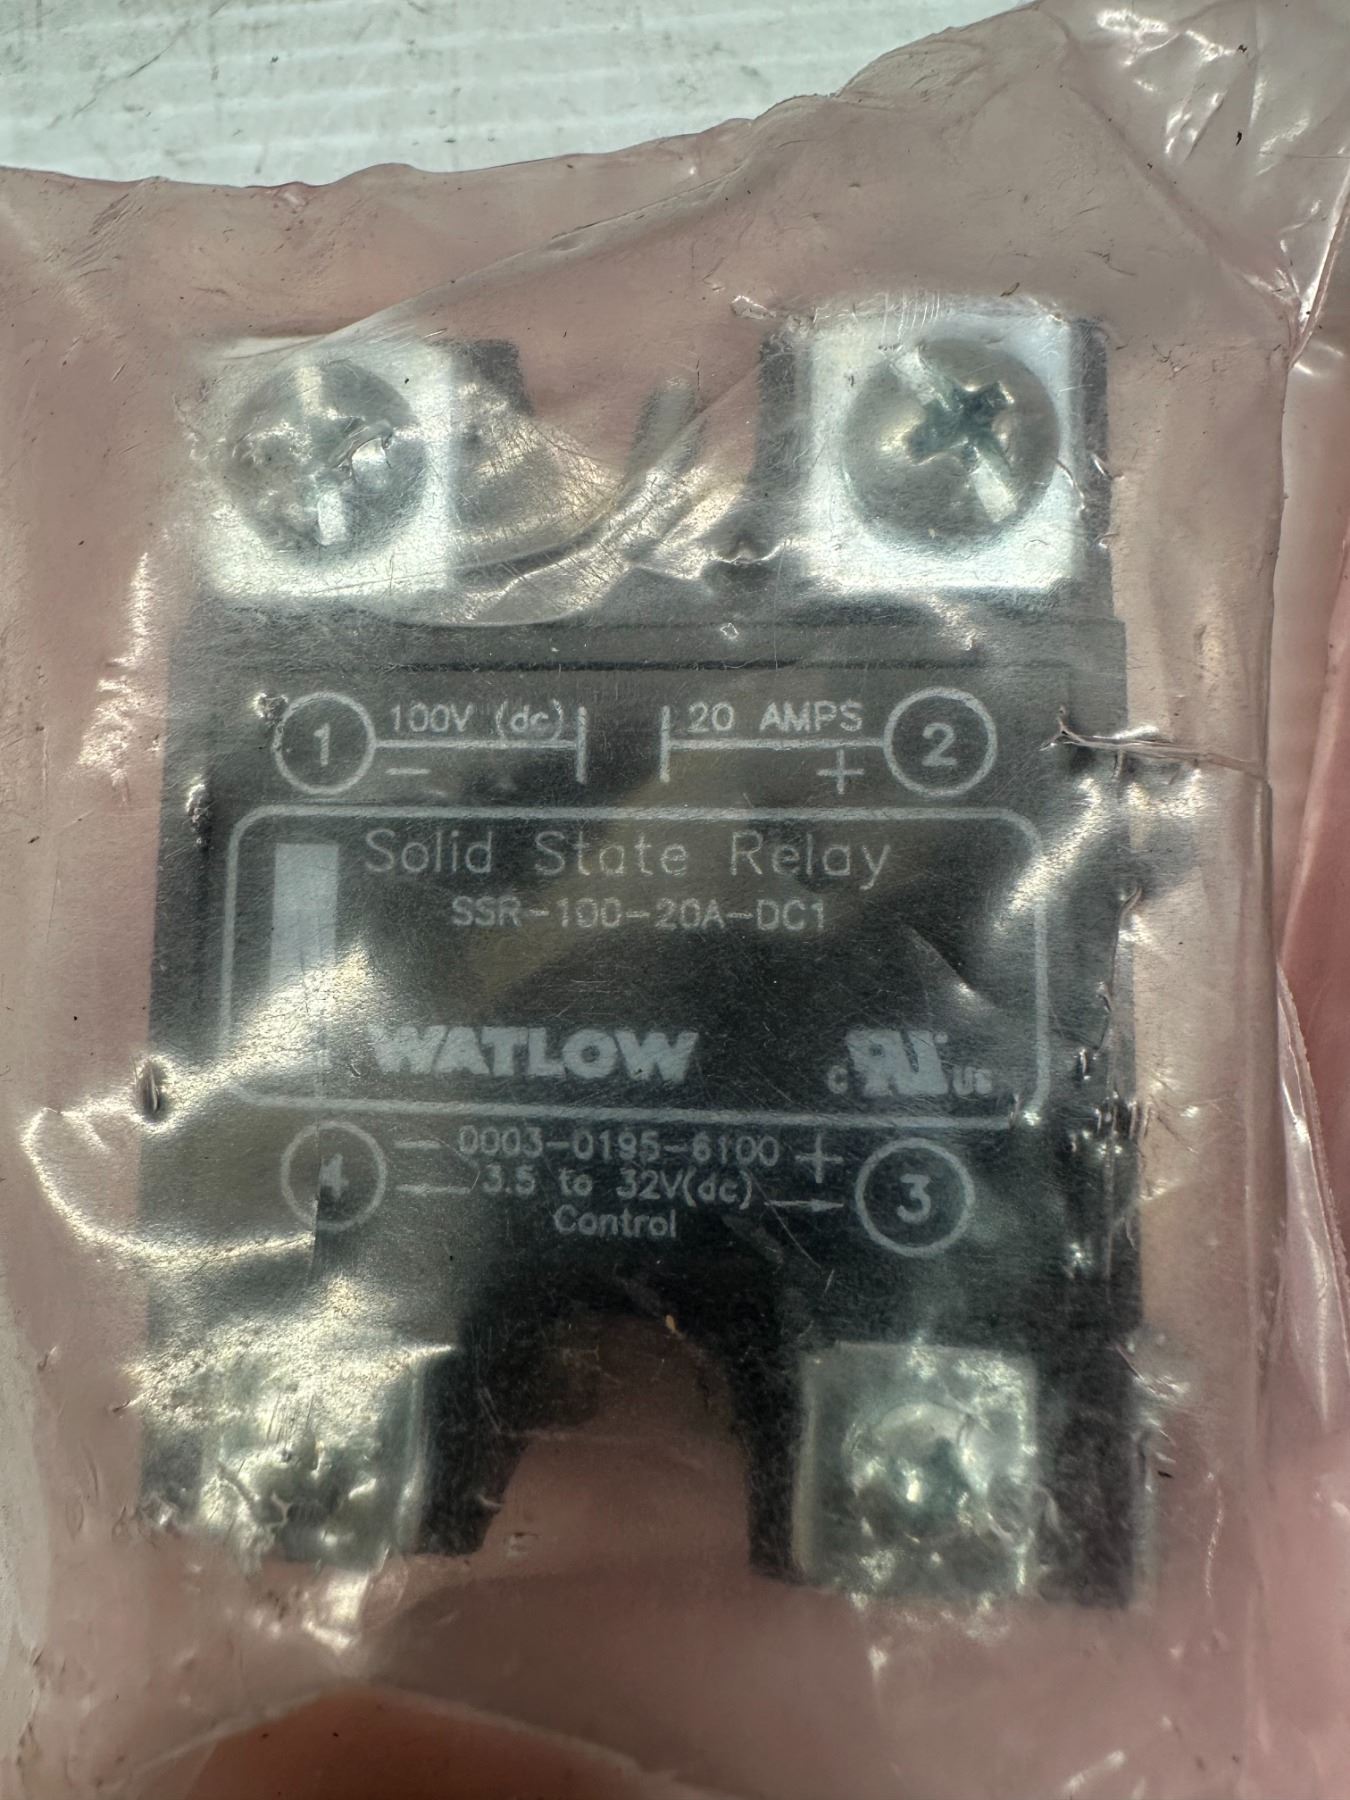 1 100V (dc) 20 AMPS 2
- +
Solid State Relay
SSR-100-20A-DC1
WATLOW c RU us
4 - 0003-0195-6100 + 3
3.5 to 32V(dc)
Control